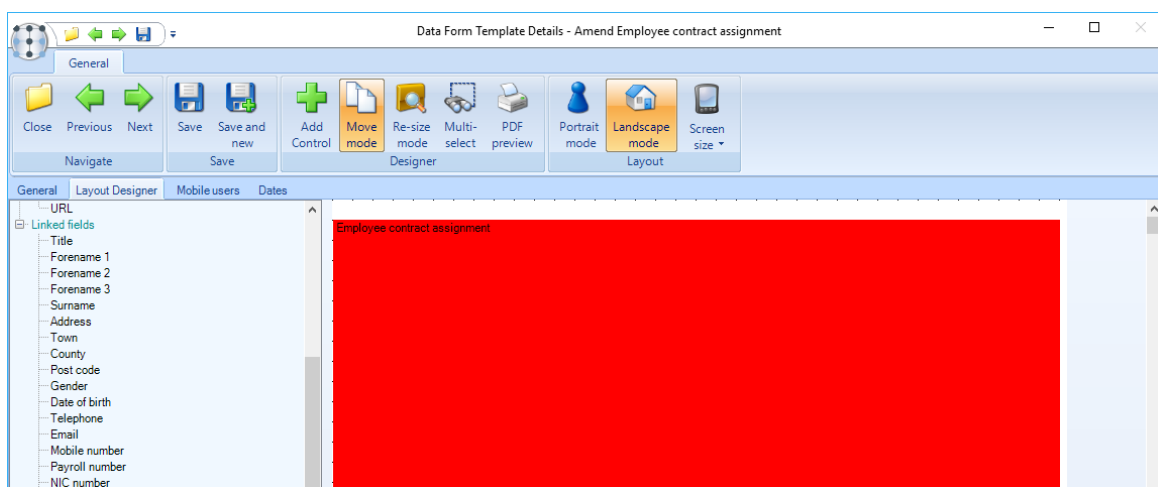 Data Form Template Details - Amend Employee contract assignment
General
Close Previous Next Save Save and new Add Control Move mode Re-size mode Multi-select PDF preview Portrait mode Landscape mode Screen size
Navigate Save Designer Layout
General Layout Designer Mobile users Dates
URL
Linked fields
Title
Forename 1
Forename 2
Forename 3
Surname
Address
Town
County
Post code
Gender
Date of birth
Telephone
Email
Mobile number
Payroll number
NIC number
Employee contract assignment